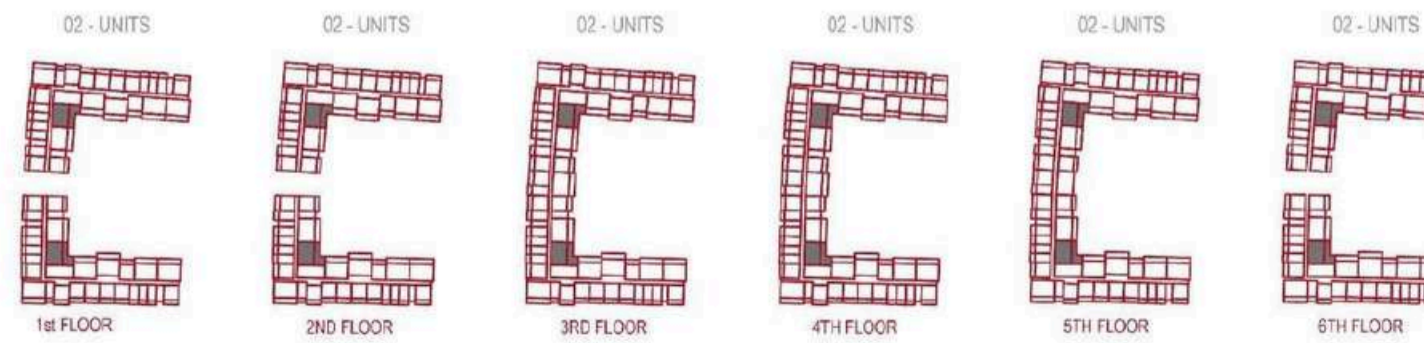 02 - UNITS
02 - UNITS
02 - UNITS
02 - UNITS
02 - UNITS
02 - UNITS
1st FLOOR
2ND FLOOR
3RD FLOOR
4TH FLOOR
5TH FLOOR
6TH FLOOR